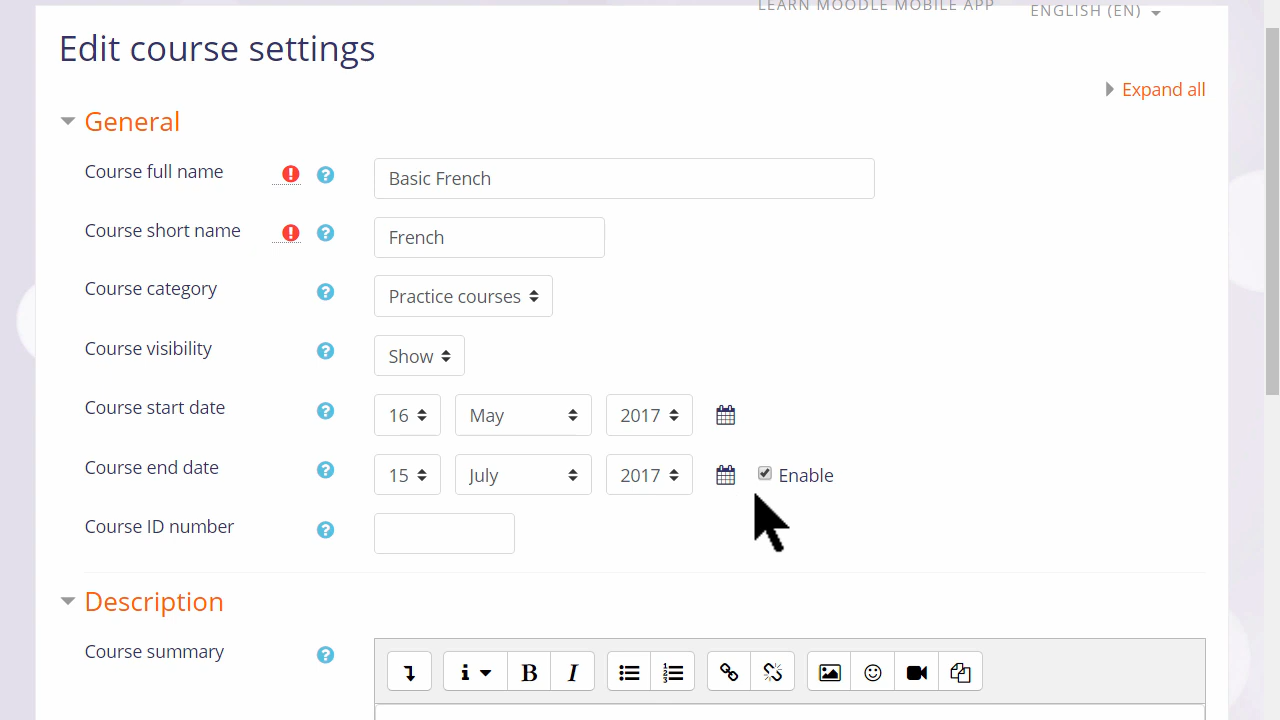 LEARN MOODLE MOBILE APP ENGLISH (EN)
Edit course settings
Expand all
General
Course full name Basic French
Course short name French
Course category Practice courses
Course visibility Show
Course start date 16 May 2017
Course end date 15 July 2017 Enable
Course ID number
Description
Course summary i B I